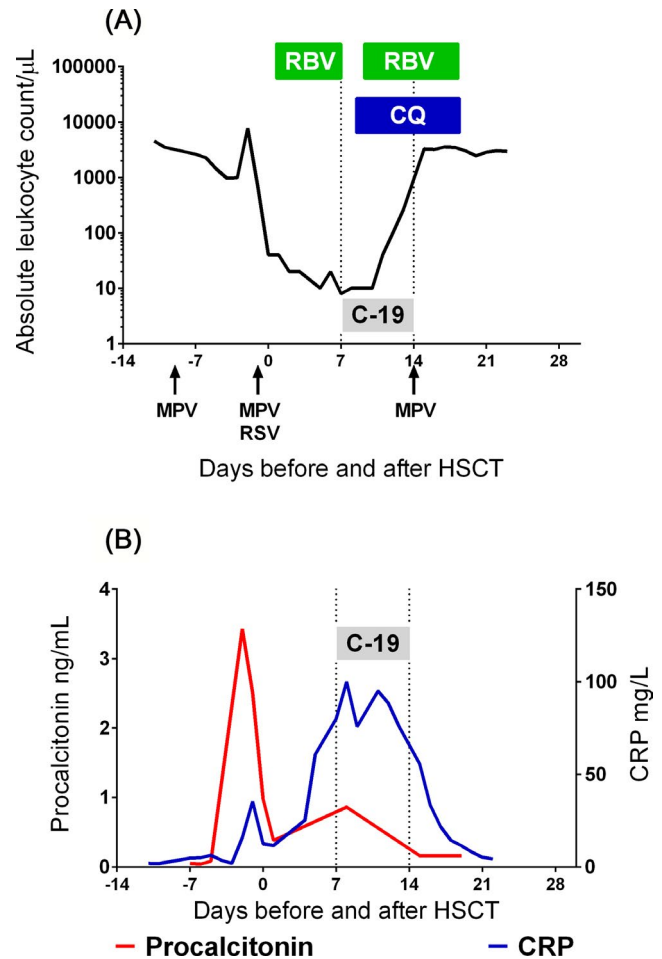 (A)
RBV RBV
CQ
Absolute leukocyte count/µL
100000
10000
1000
100
10
1
C-19
-14 -7 0 7 14 21 28
MPV MPV MPV
RSV
Days before and after HSCT
(B)
Procalcitonin ng/mL
4
3
2
1
0
C-19
150
100
50
0
CRP mg/L
-14 -7 0 7 14 21 28
Days before and after HSCT
Procalcitonin CRP